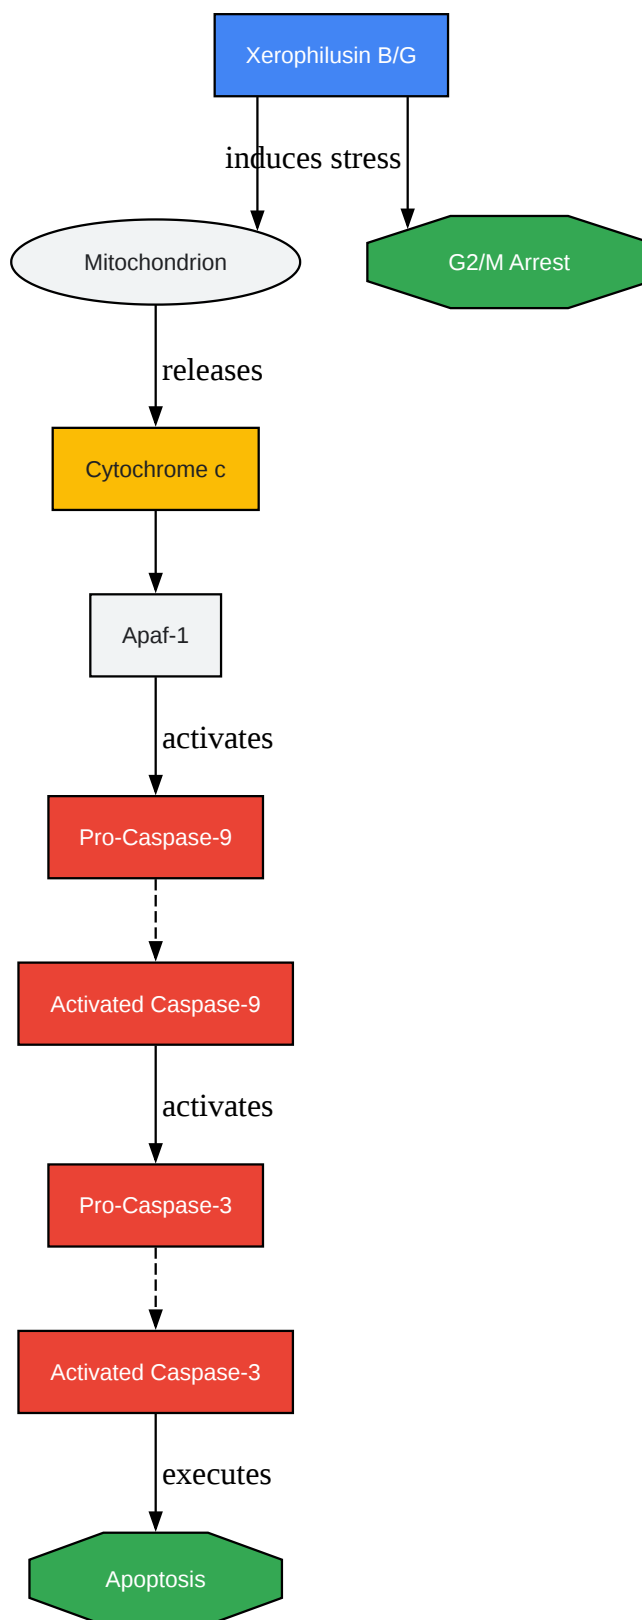 Xerophilusin B/G
induces stress
Mitochondrion
G2/M Arrest
releases
Cytochrome c
Apaf-1
activates
Pro-Caspase-9
Activated Caspase-9
activates
Pro-Caspase-3
Activated Caspase-3
executes
Apoptosis